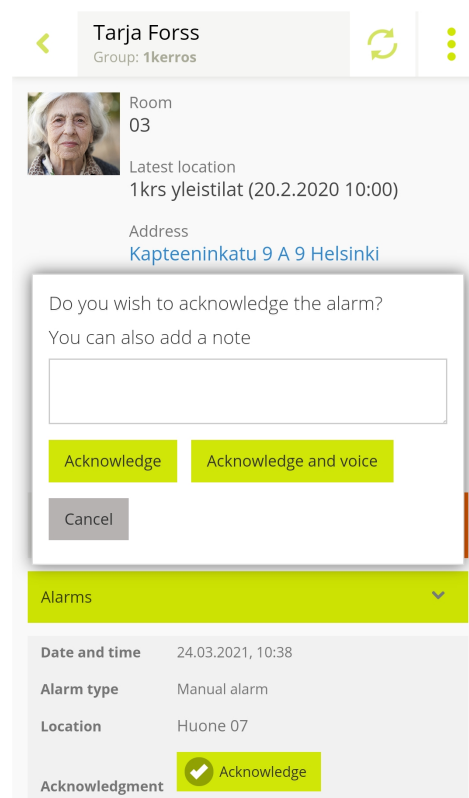 Tarja Forss
Group: 1kerros
Room
03
Latest location
1krs yleistilat (20.2.2020 10:00)
Address
Kapteeninkatu 9 A 9 Helsinki
Do you wish to acknowledge the alarm?
You can also add a note
Acknowledge
Acknowledge and voice
Cancel
Alarms
Date and time 24.03.2021, 10:38
Alarm type Manual alarm
Location Huone 07
Acknowledgment Acknowledge